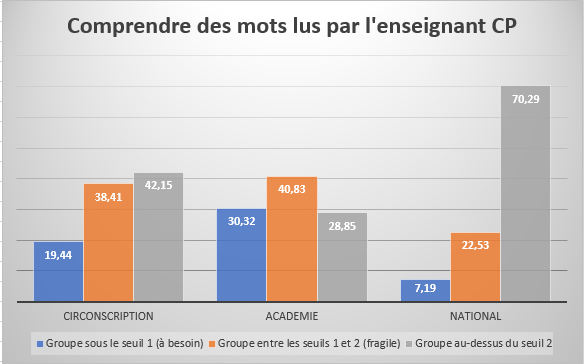 Comprendre des mots lus par l'enseignant CP
19,44
38,41
42,15
30,32
40,83
28,85
7,19
22,53
70,29
CIRCONSCRIPTION
ACADEMIE
NATIONAL
Groupe sous le seuil 1 (à besoin)
Groupe entre les seuils 1 et 2 (fragile)
Groupe au-dessus du seuil 2